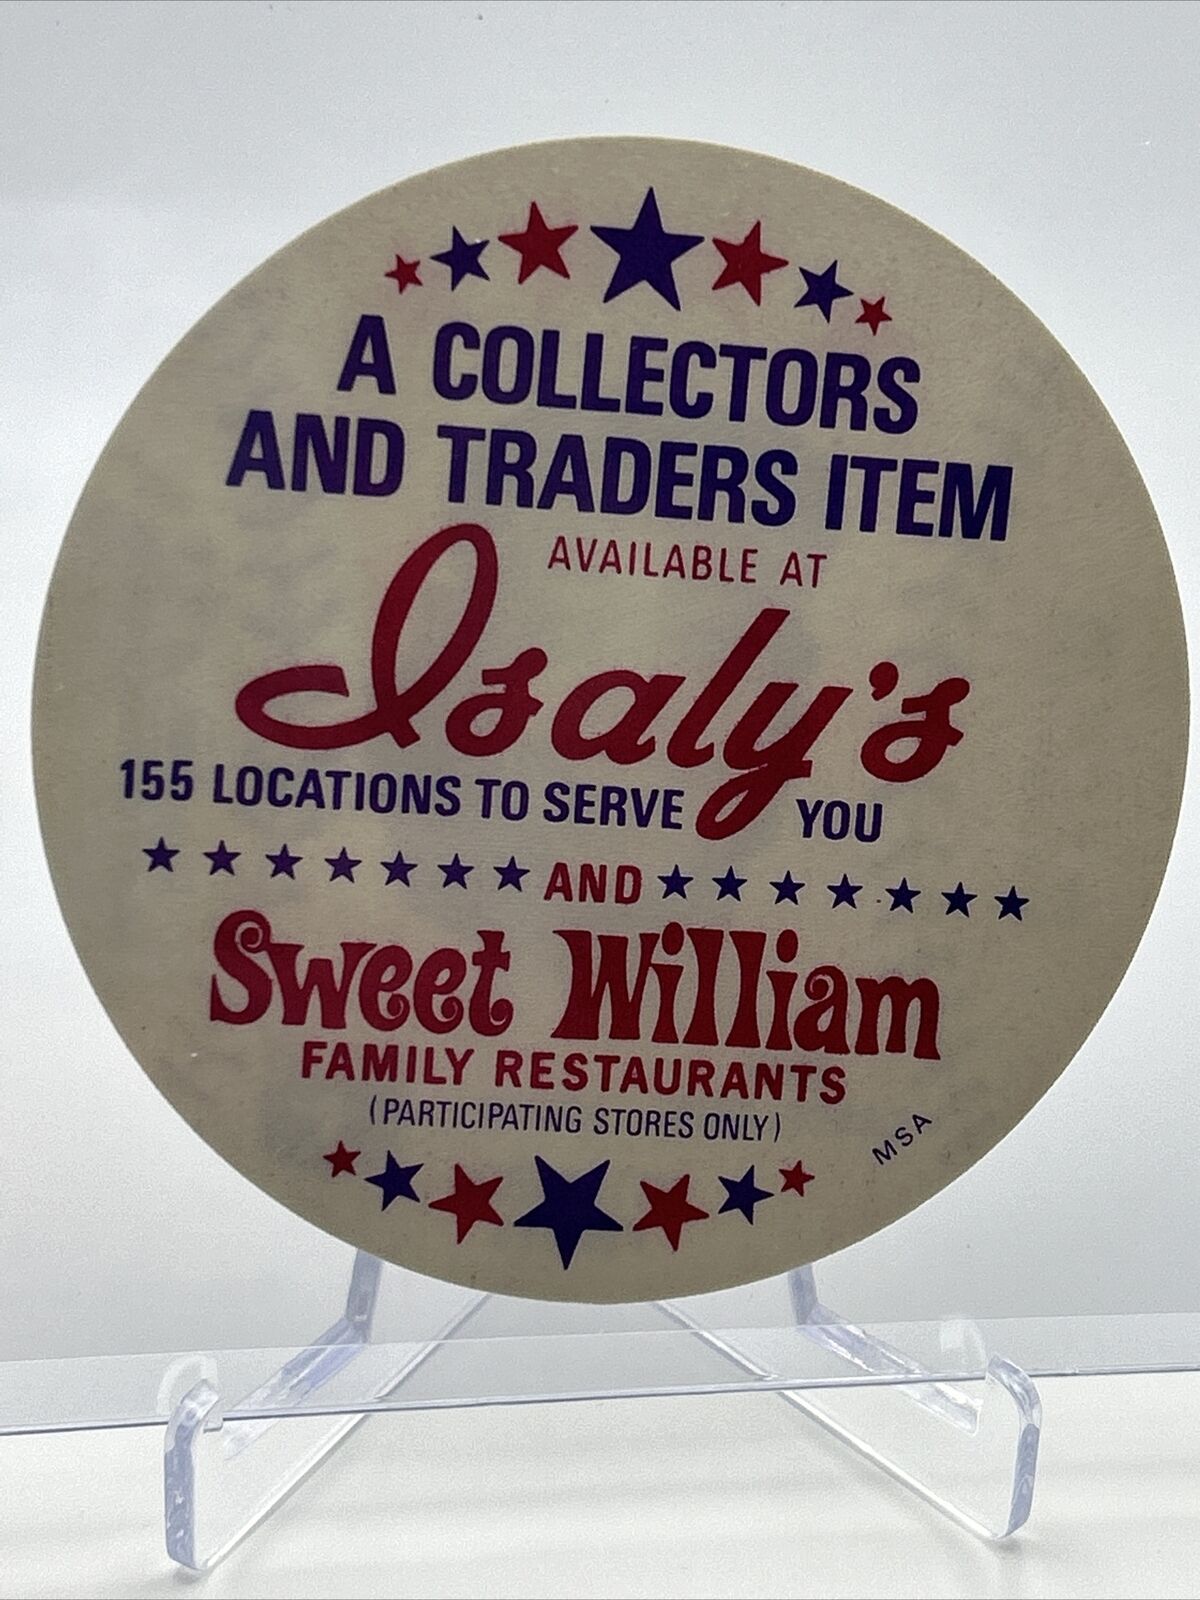 A COLLECTORS
AND TRADERS ITEM
AVAILABLE AT
Isaly's
155 LOCATIONS TO SERVE YOU
AND
Sweet William
FAMILY RESTAURANTS
(PARTICIPATING STORES ONLY)
MSA